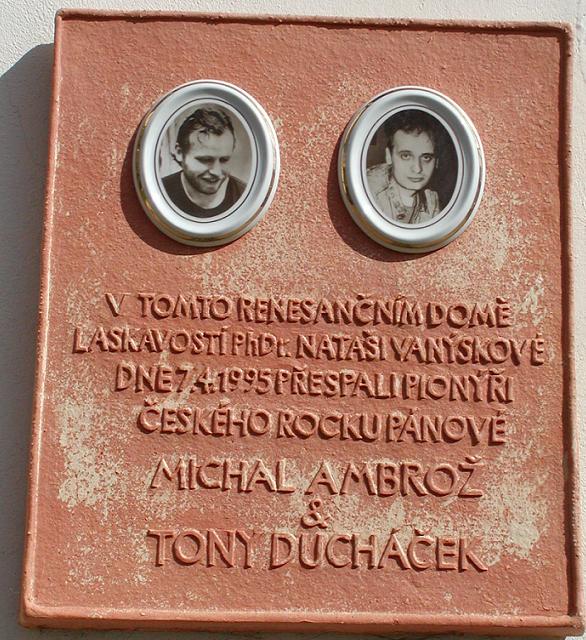 V TOMTO RENESANČNÍM DOMĚ
LASKAVOSTÍ PhDr. NATAŠI VANÝSKOVÉ
DNE 7.4.1995 PŘESPALI PIONÝŘI
ČESKÉHO ROCKU PÁNOVÉ
MICHAL AMBROŽ
&
TONY DUCHÁČEK